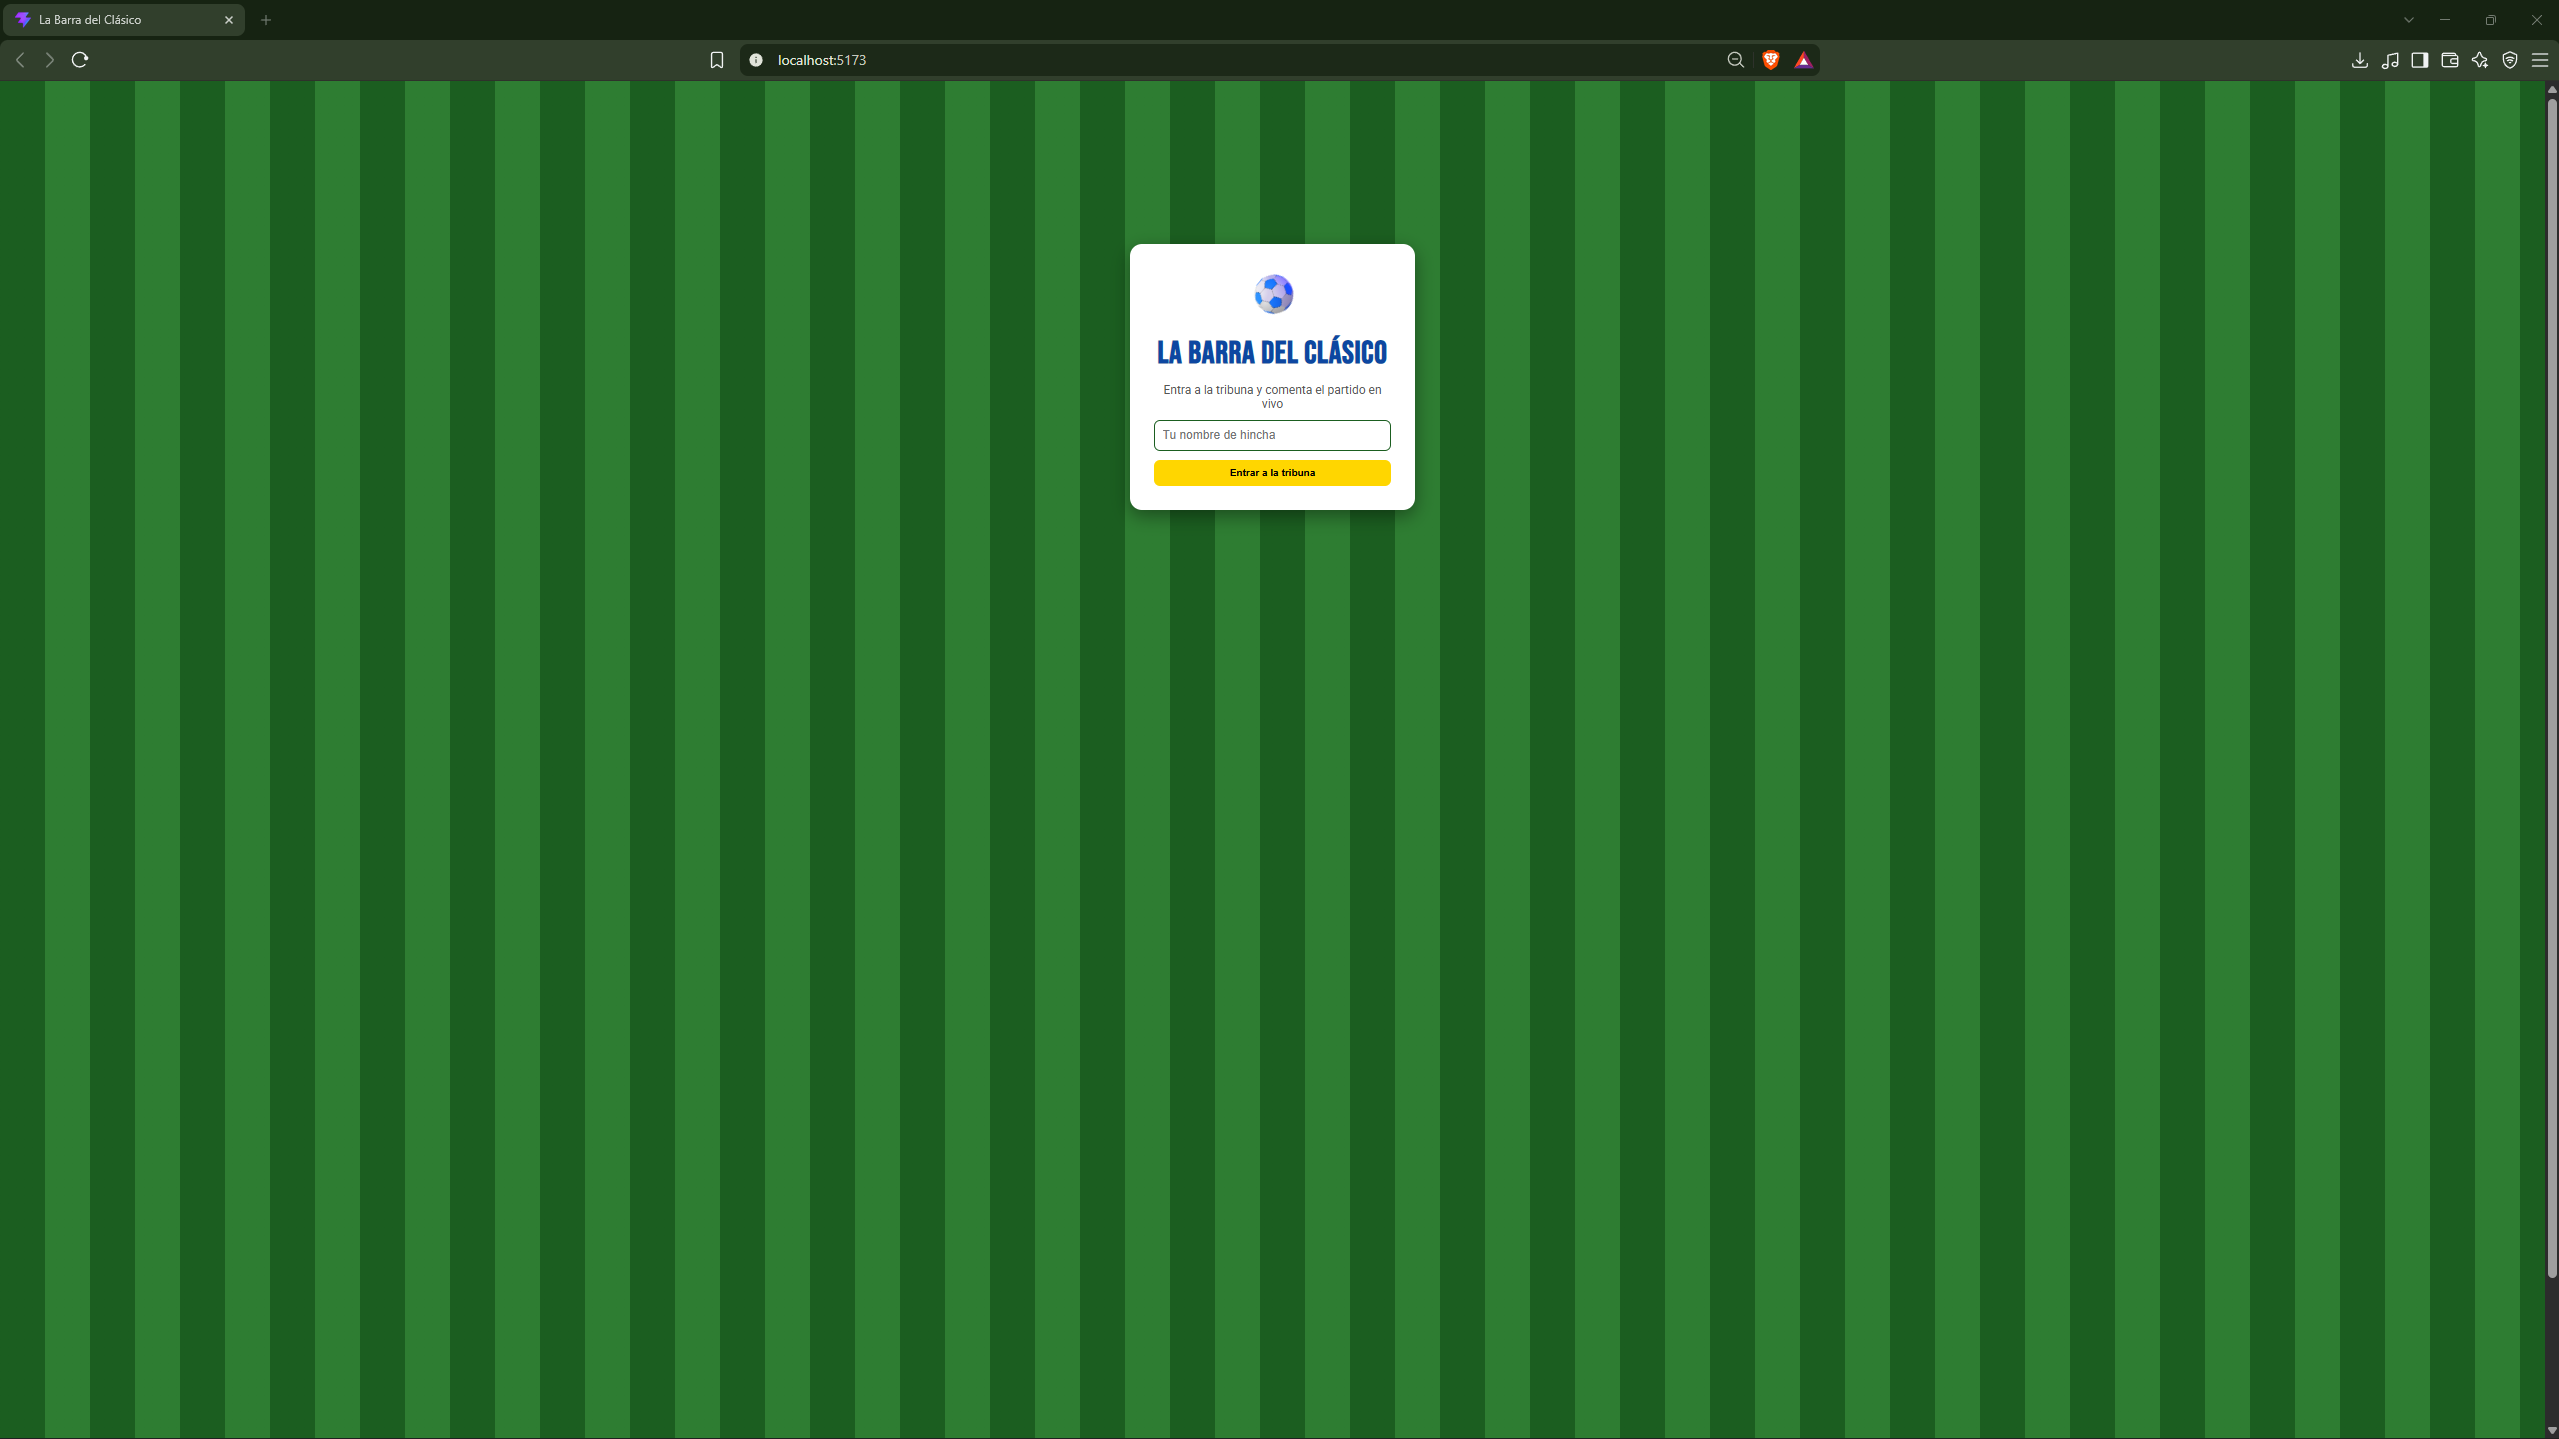 La Barra del Clásico
localhost:5173
LA BARRA DEL CLÁSICO
Entra a la tribuna y comenta el partido en
vivo
Tu nombre de hincha
Entrar a la tribuna